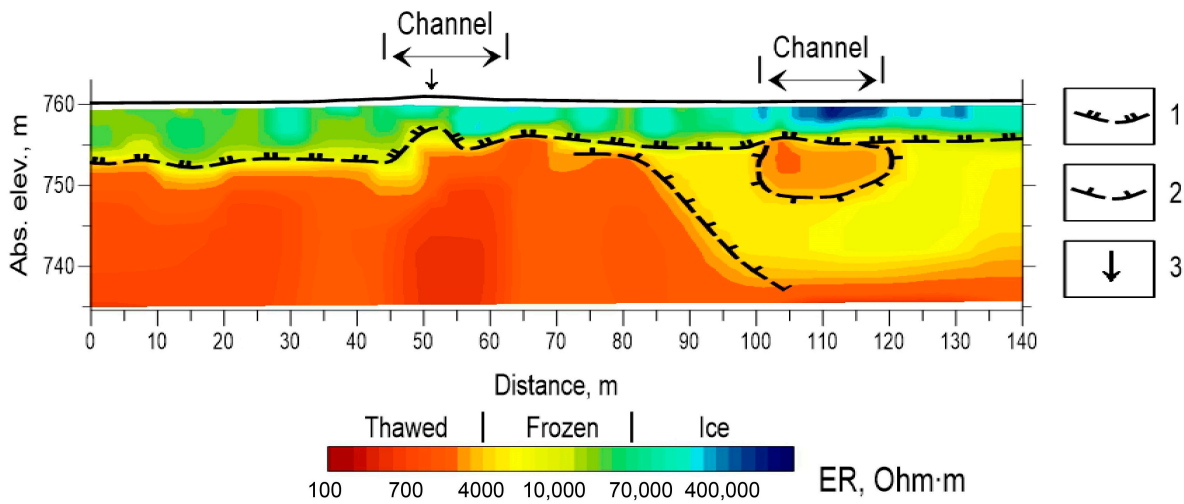 Channel
Channel
760
750
740
Abs. elev., m
0 10 20 30 40 50 60 70 80 90 100 110 120 130 140
Distance, m
1
2
3
Thawed | Frozen | Ice
100 700 4000 10,000 70,000 400,000
ER, Ohm·m